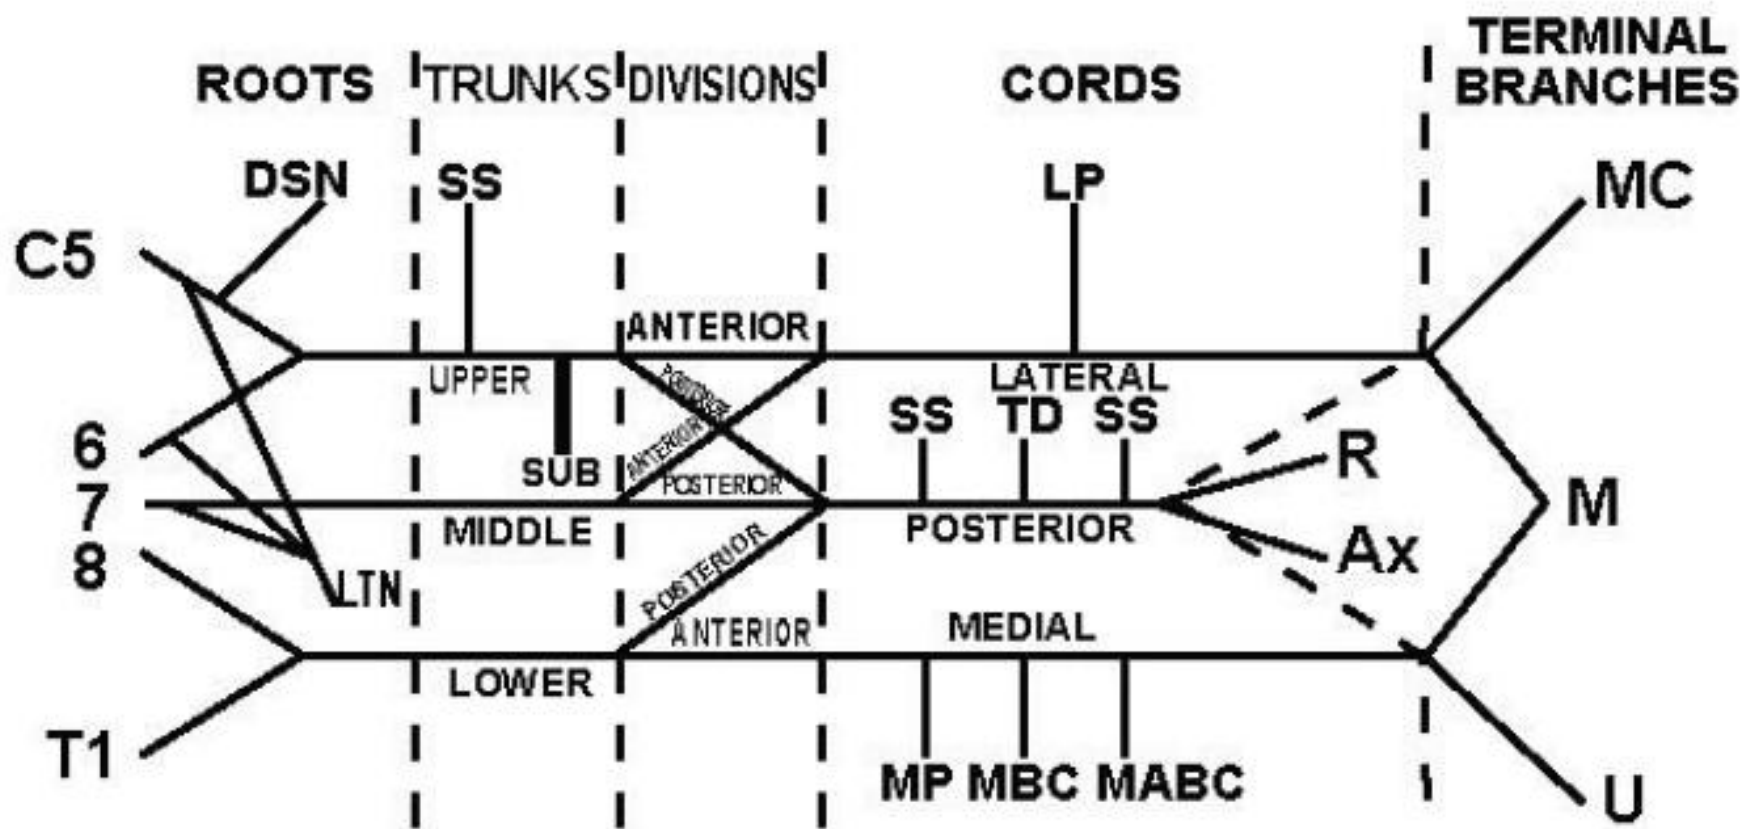 TERMINAL
ROOTS TRUNKS DIVISIONS CORDS BRANCHES
DSN SS LP MC
C5
ANTERIOR
UPPER POSTERIOR LATERAL
SS TD SS
6 ANTERIOR R
SUB POSTERIOR
7 M
MIDDLE POSTERIOR
8 POSTERIOR Ax
LTN
ANTERIOR MEDIAL
LOWER
T1
MP MBC MABC
U